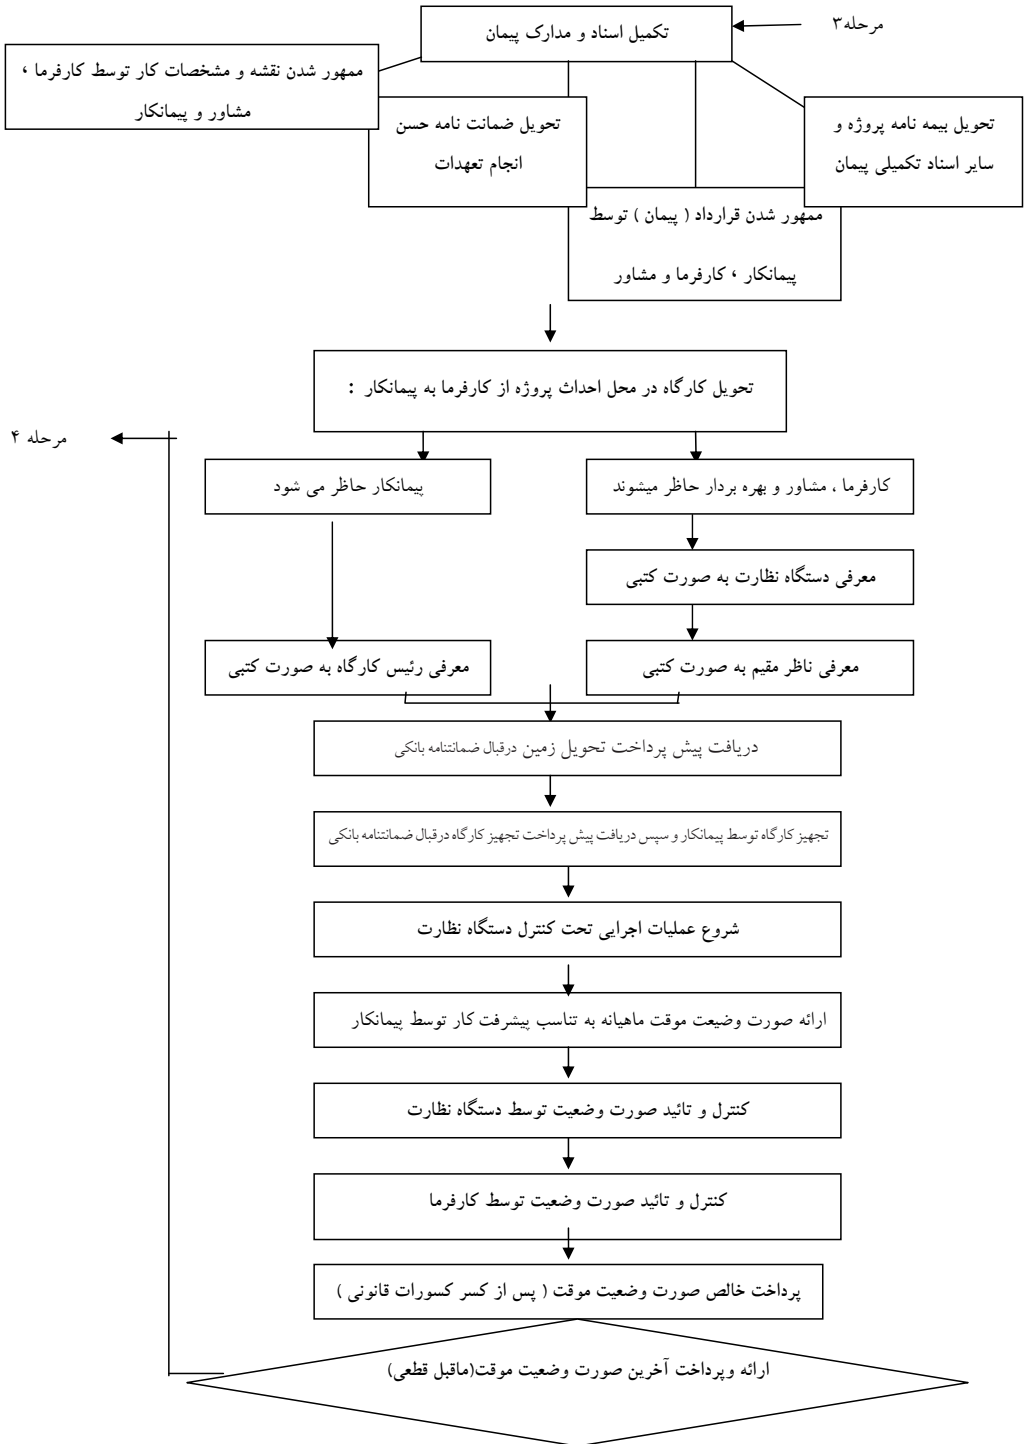 مرحله۳
تکمیل اسناد و مدارک پیمان
ممهور شدن نقشه و مشخصات کار توسط کارفرما ،
مشاور و پیمانکار
تحویل ضمانت نامه حسن
انجام تعهدات
تحویل بیمه نامه پروژه و
سایر اسناد تکمیلی پیمان
ممهور شدن قرارداد ( پیمان ) توسط
پیمانکار ، کارفرما و مشاور
تحویل کارگاه در محل احداث پروژه از کارفرما به پیمانکار :
مرحله ۴
کارفرما ، مشاور و بهره بردار حاظر میشوند
پیمانکار حاظر می شود
معرفی دستگاه نظارت به صورت کتبی
معرفی ناظر مقیم به صورت کتبی
معرفی رئیس کارگاه به صورت کتبی
دریافت پیش پرداخت تحویل زمین درقبال ضمانتنامه بانکی
تجهیز کارگاه توسط پیمانکار و سپس دریافت پیش پرداخت تجهیز کارگاه درقبال ضمانتنامه بانکی
شروع عملیات اجرایی تحت کنترل دستگاه نظارت
ارائه صورت وضیعت موقت ماهیانه به تناسب پیشرفت کار توسط پیمانکار
کنترل و تائید صورت وضعیت توسط دستگاه نظارت
کنترل و تائید صورت وضعیت توسط کارفرما
پرداخت خالص صورت وضعیت موقت ( پس از کسر کسورات قانونی )
ارائه وپرداخت آخرین صورت وضعیت موقت(ماقبل قطعی)